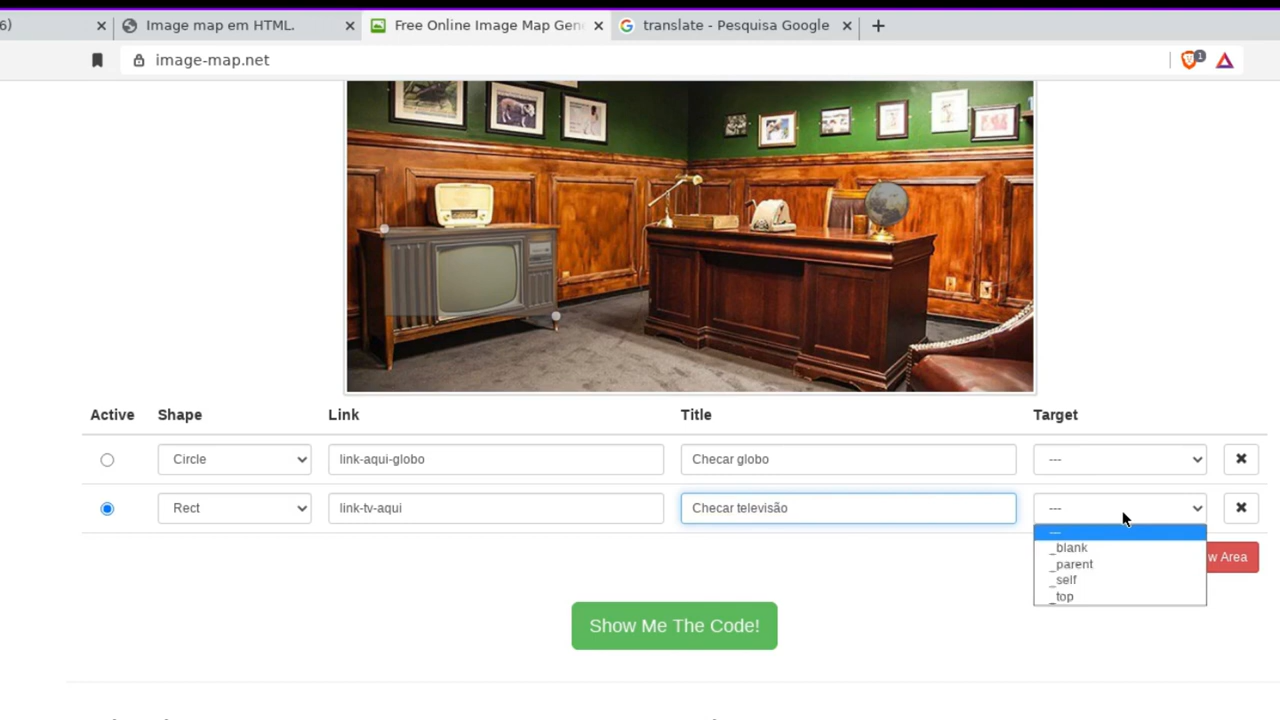 6)
Image map em HTML.
Free Online Image Map Gen
translate - Pesquisa Google
image-map.net
1
Active Shape Link Title Target
Circle link-aqui-globo Checar globo ---
Rect link-tv-aqui Checar televisão ---
---
_blank
_parent
_self
_top
w Area
Show Me The Code!